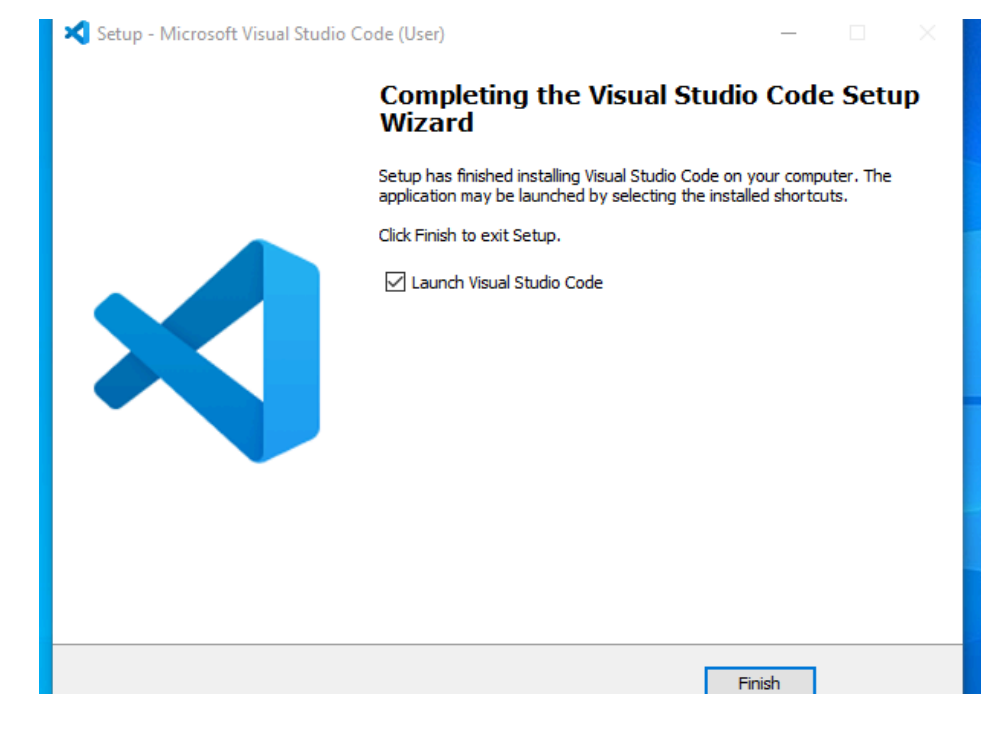 Setup - Microsoft Visual Studio Code (User)
Completing the Visual Studio Code Setup
Wizard
Setup has finished installing Visual Studio Code on your computer. The
application may be launched by selecting the installed shortcuts.
Click Finish to exit Setup.
Launch Visual Studio Code
Finish